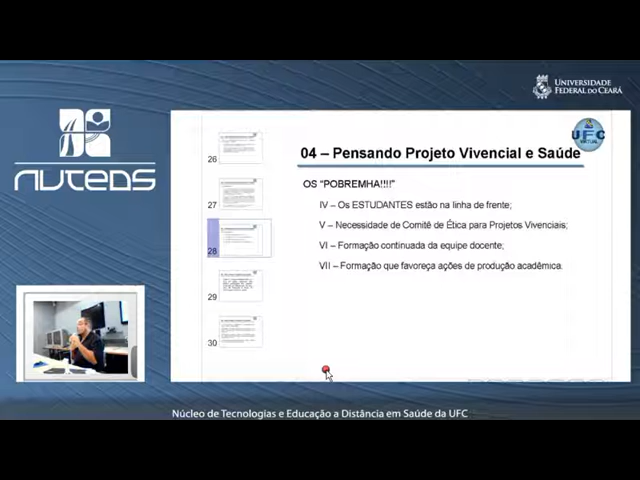 UNIVERSIDADE
FEDERAL DO CEARÁ
NUTEDS
UFC
VIRTUAL
04 – Pensando Projeto Vivencial e Saúde
OS “POBREMHA!!!!”
IV – Os ESTUDANTES estão na linha de frente;
V – Necessidade de Comitê de Ética para Projetos Vivenciais;
VI – Formação continuada da equipe docente;
VII – Formação que favoreça ações de produção acadêmica.
26
27
28
29
30
Núcleo de Tecnologias e Educação a Distância em Saúde da UFC